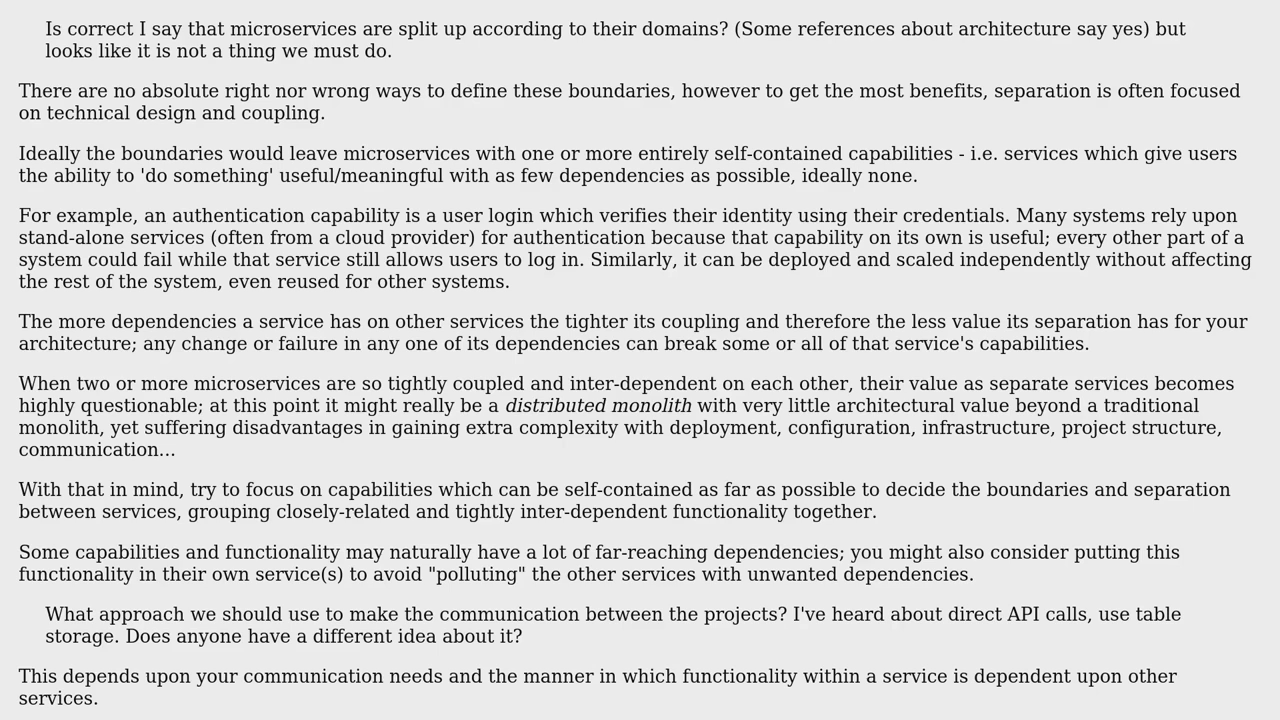 Is correct I say that microservices are split up according to their domains? (Some references about architecture say yes) but
looks like it is not a thing we must do.
There are no absolute right nor wrong ways to define these boundaries, however to get the most benefits, separation is often focused
on technical design and coupling.
Ideally the boundaries would leave microservices with one or more entirely self-contained capabilities - i.e. services which give users
the ability to 'do something' useful/meaningful with as few dependencies as possible, ideally none.
For example, an authentication capability is a user login which verifies their identity using their credentials. Many systems rely upon
stand-alone services (often from a cloud provider) for authentication because that capability on its own is useful; every other part of a
system could fail while that service still allows users to log in. Similarly, it can be deployed and scaled independently without affecting
the rest of the system, even reused for other systems.
The more dependencies a service has on other services the tighter its coupling and therefore the less value its separation has for your
architecture; any change or failure in any one of its dependencies can break some or all of that service's capabilities.
When two or more microservices are so tightly coupled and inter-dependent on each other, their value as separate services becomes
highly questionable; at this point it might really be a distributed monolith with very little architectural value beyond a traditional
monolith, yet suffering disadvantages in gaining extra complexity with deployment, configuration, infrastructure, project structure,
communication...
With that in mind, try to focus on capabilities which can be self-contained as far as possible to decide the boundaries and separation
between services, grouping closely-related and tightly inter-dependent functionality together.
Some capabilities and functionality may naturally have a lot of far-reaching dependencies; you might also consider putting this
functionality in their own service(s) to avoid "polluting" the other services with unwanted dependencies.
What approach we should use to make the communication between the projects? I've heard about direct API calls, use table
storage. Does anyone have a different idea about it?
This depends upon your communication needs and the manner in which functionality within a service is dependent upon other
services.